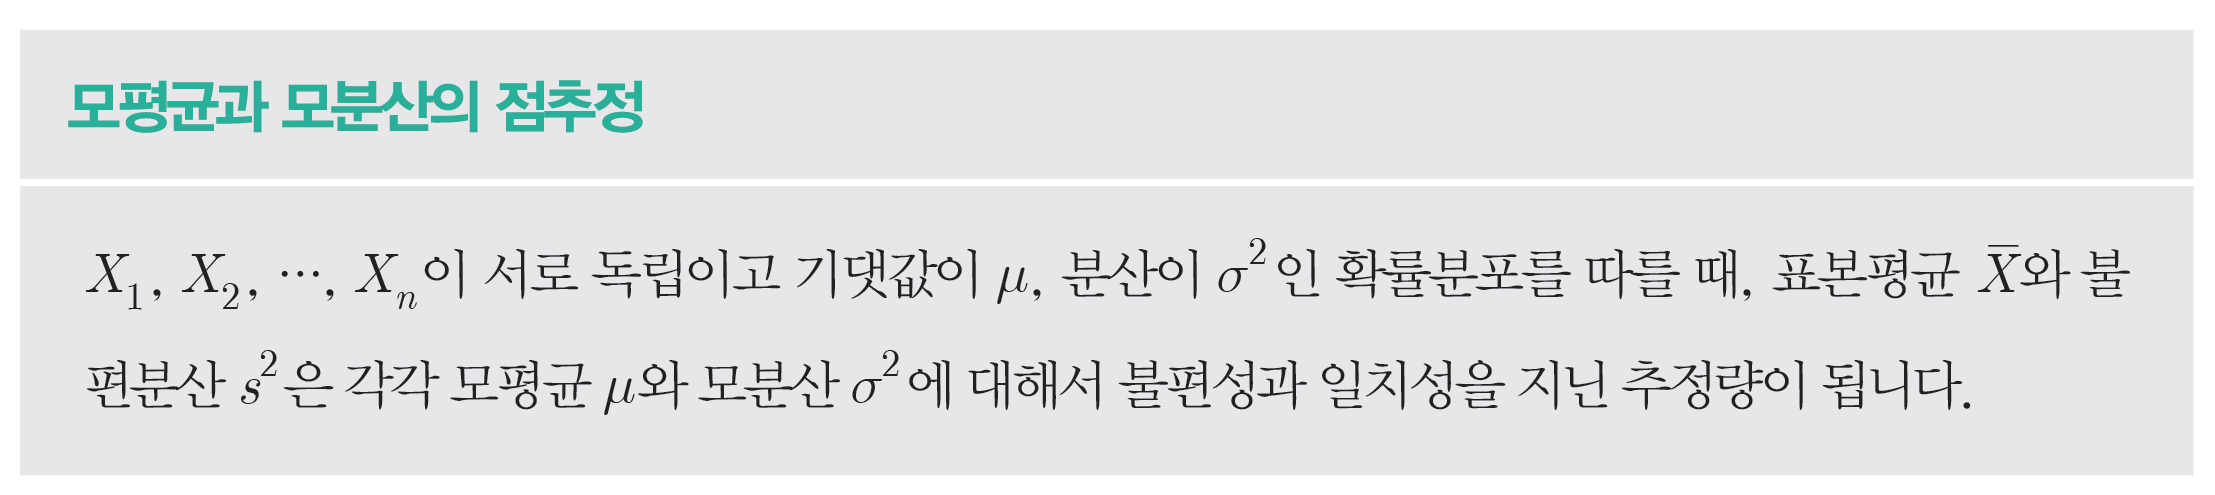 모평균과 모분산의 점추정
X₁, X₂, ⋯, Xₙ이 서로 독립이고 기댓값이 μ, 분산이 σ²인 확률분포를 따를 때, 표본평균 X̅와 불
편분산 s²은 각각 모평균 μ와 모분산 σ²에 대해서 불편성과 일치성을 지닌 추정량이 됩니다.